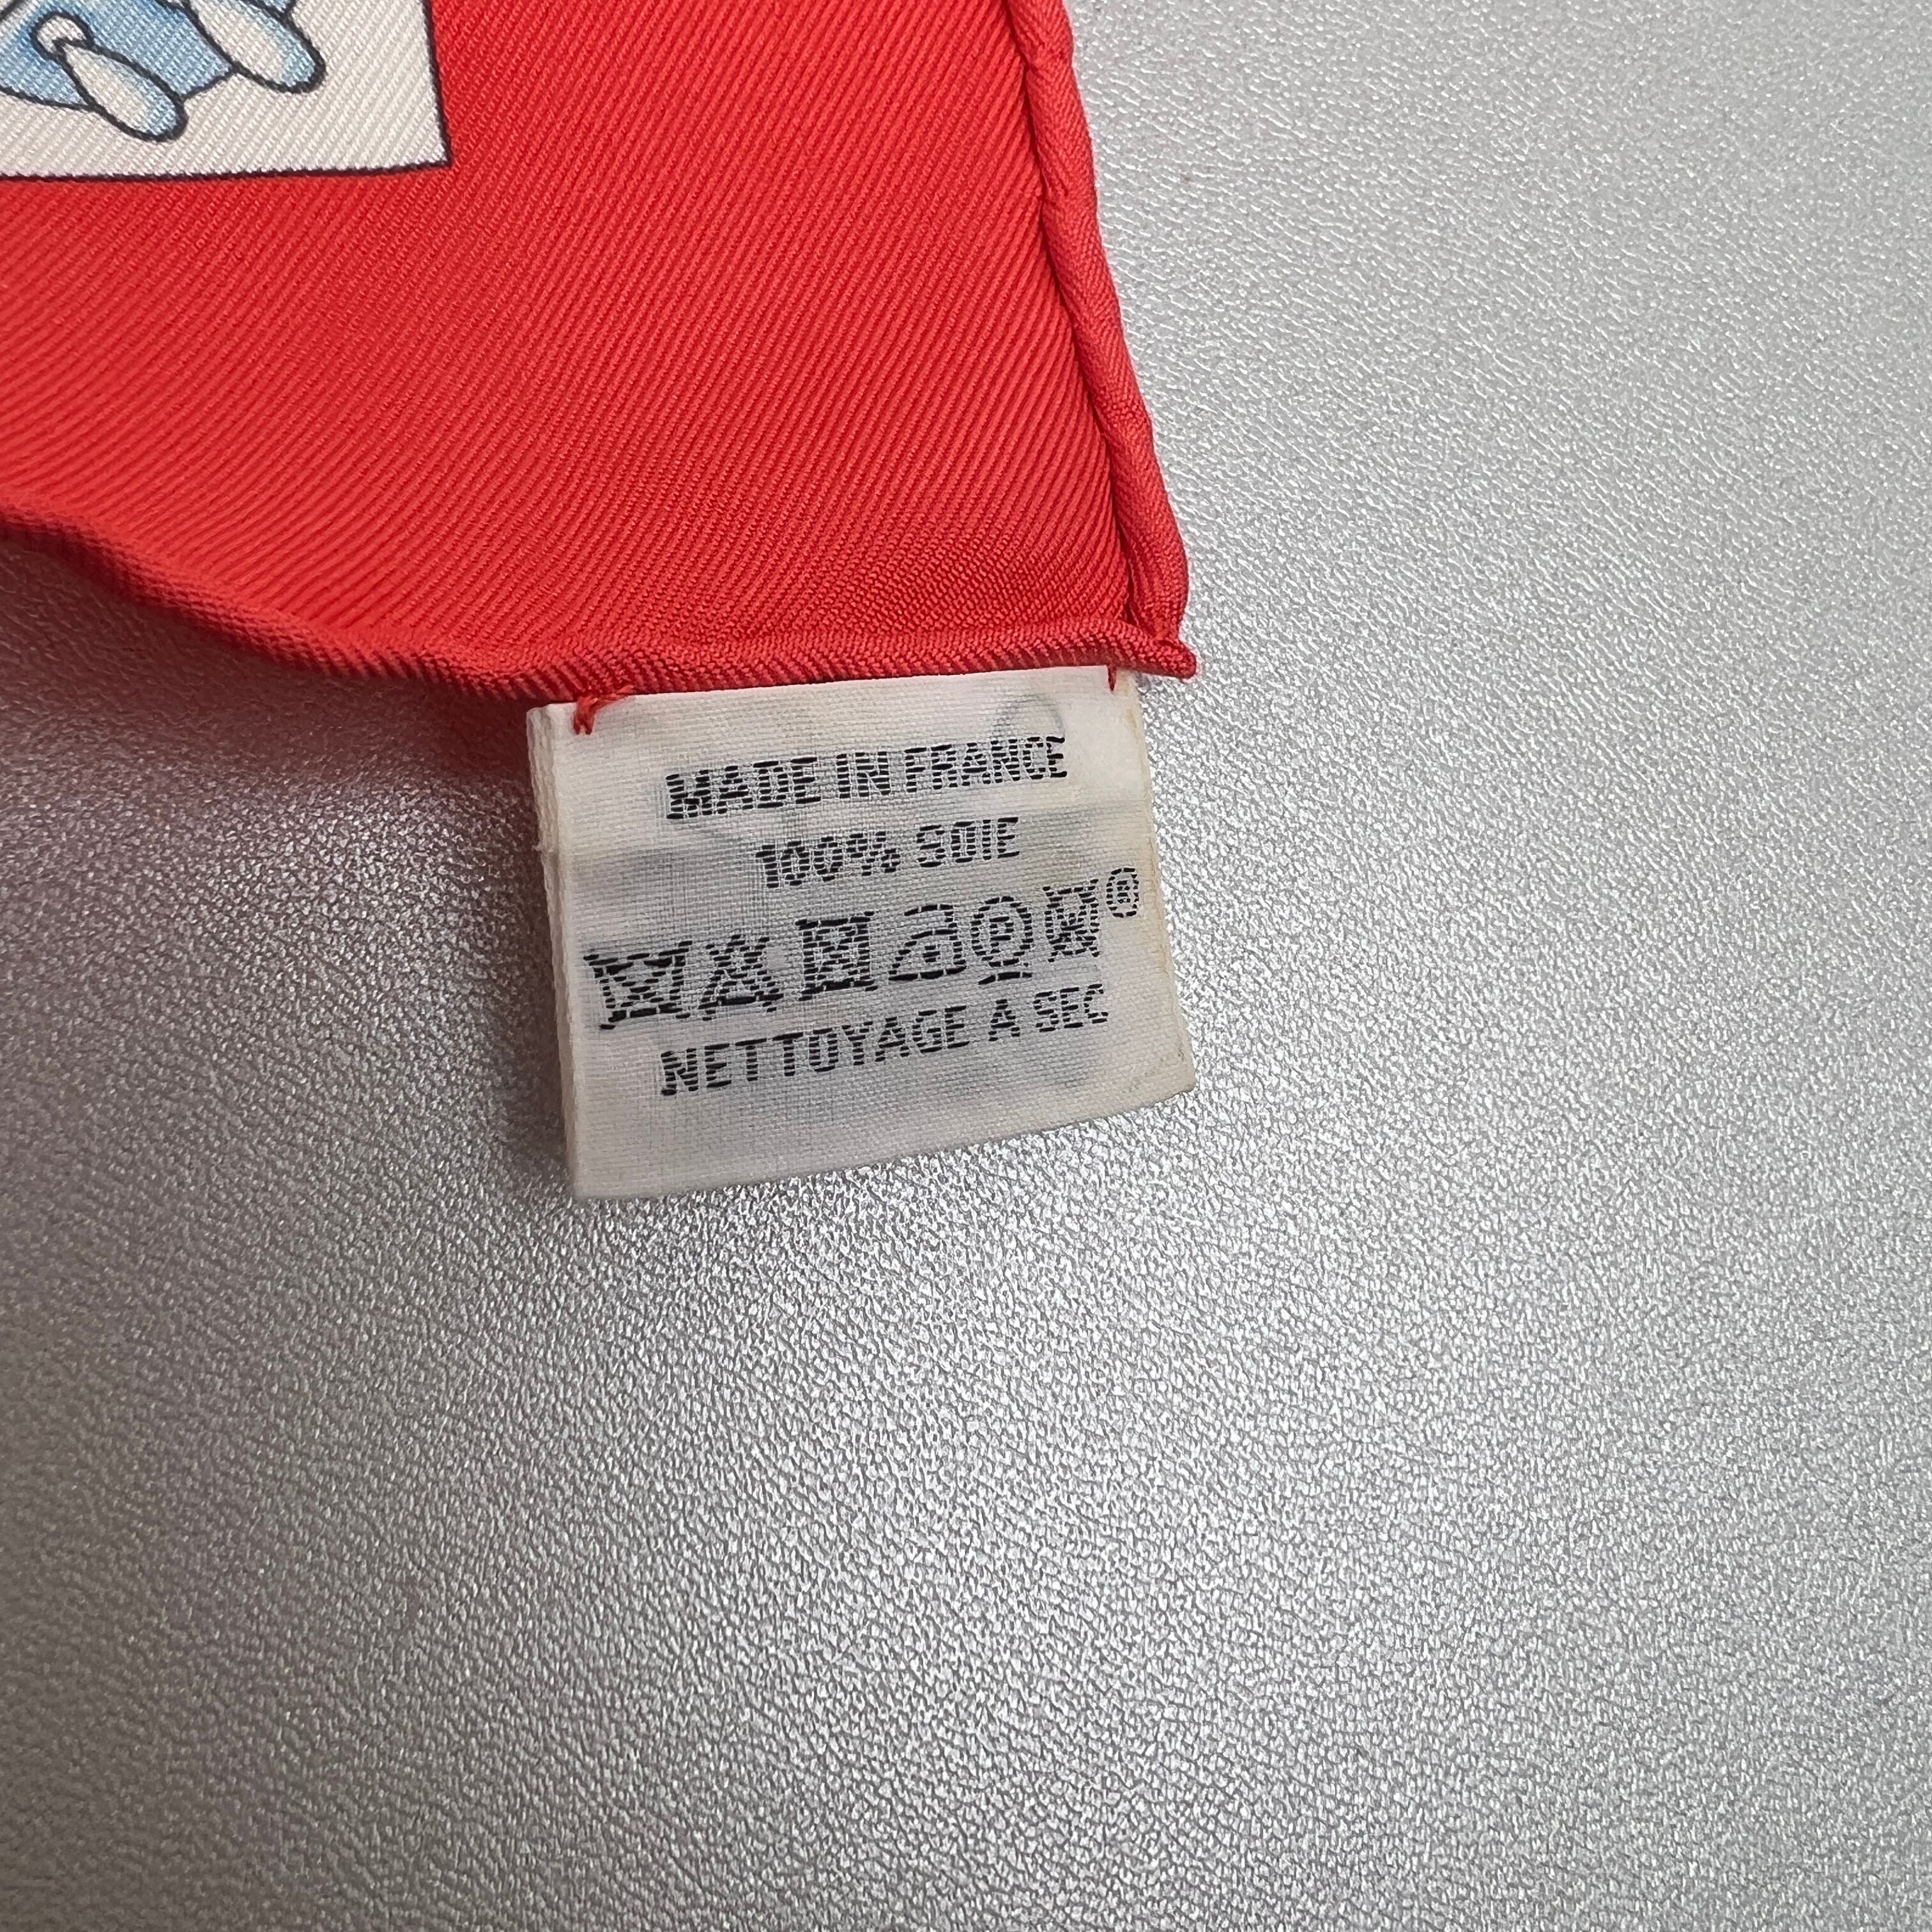 MADE IN FRANCE
100% SOIE
P ®
NETTOYAGE A SEC